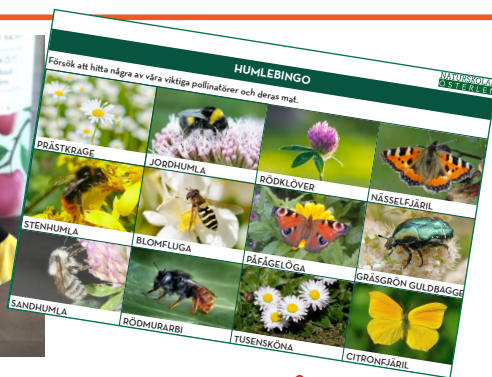 HUMLEBINGO
NATURSKOLA
ÖSTERLEN
Försök att hitta några av våra viktiga pollinatörer och deras mat.
PRÄSTKRAGE
JORDHUMLA
RÖDKLÖVER
NÄSSELFJÄRIL
STENHUMLA
BLOMFLUGA
PÅFÅGELÖGA
GRÄSGRÖN GULDBAGGE
SANDHUMLA
RÖDMURARBI
TUSENSKÖNA
CITRONFJÄRIL